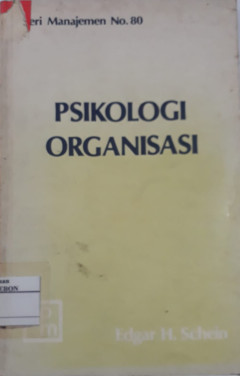 eri Manajemen No. 80
PSIKOLOGI
ORGANISASI
Edgar H. Schein